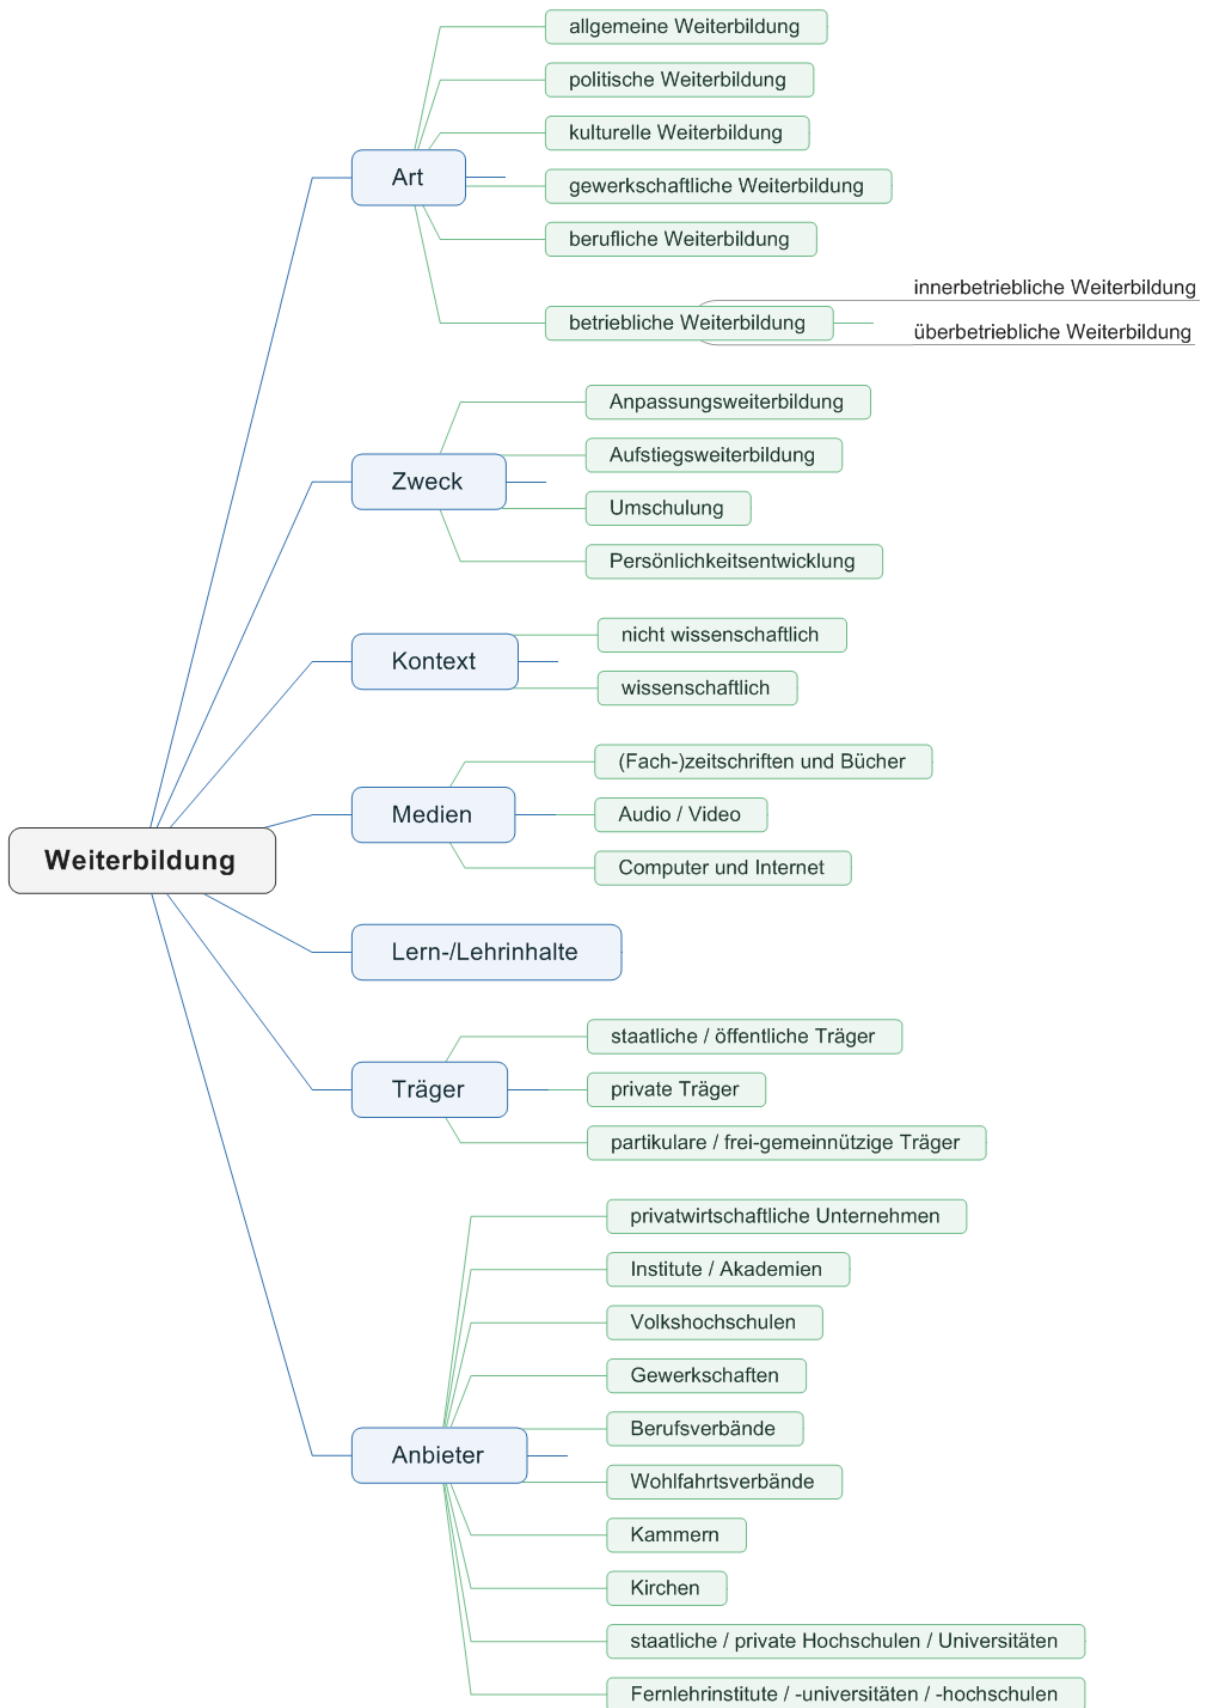 Weiterbildung
Art
allgemeine Weiterbildung
politische Weiterbildung
kulturelle Weiterbildung
gewerkschaftliche Weiterbildung
berufliche Weiterbildung
betriebliche Weiterbildung
innerbetriebliche Weiterbildung
überbetriebliche Weiterbildung
Zweck
Anpassungsweiterbildung
Aufstiegsweiterbildung
Umschulung
Persönlichkeitsentwicklung
Kontext
nicht wissenschaftlich
wissenschaftlich
Medien
(Fach-)zeitschriften und Bücher
Audio / Video
Computer und Internet
Lern-/Lehrinhalte
Träger
staatliche / öffentliche Träger
private Träger
partikulare / frei-gemeinnützige Träger
Anbieter
privatwirtschaftliche Unternehmen
Institute / Akademien
Volkshochschulen
Gewerkschaften
Berufsverbände
Wohlfahrtsverbände
Kammern
Kirchen
staatliche / private Hochschulen / Universitäten
Fernlehrinstitute / -universitäten / -hochschulen